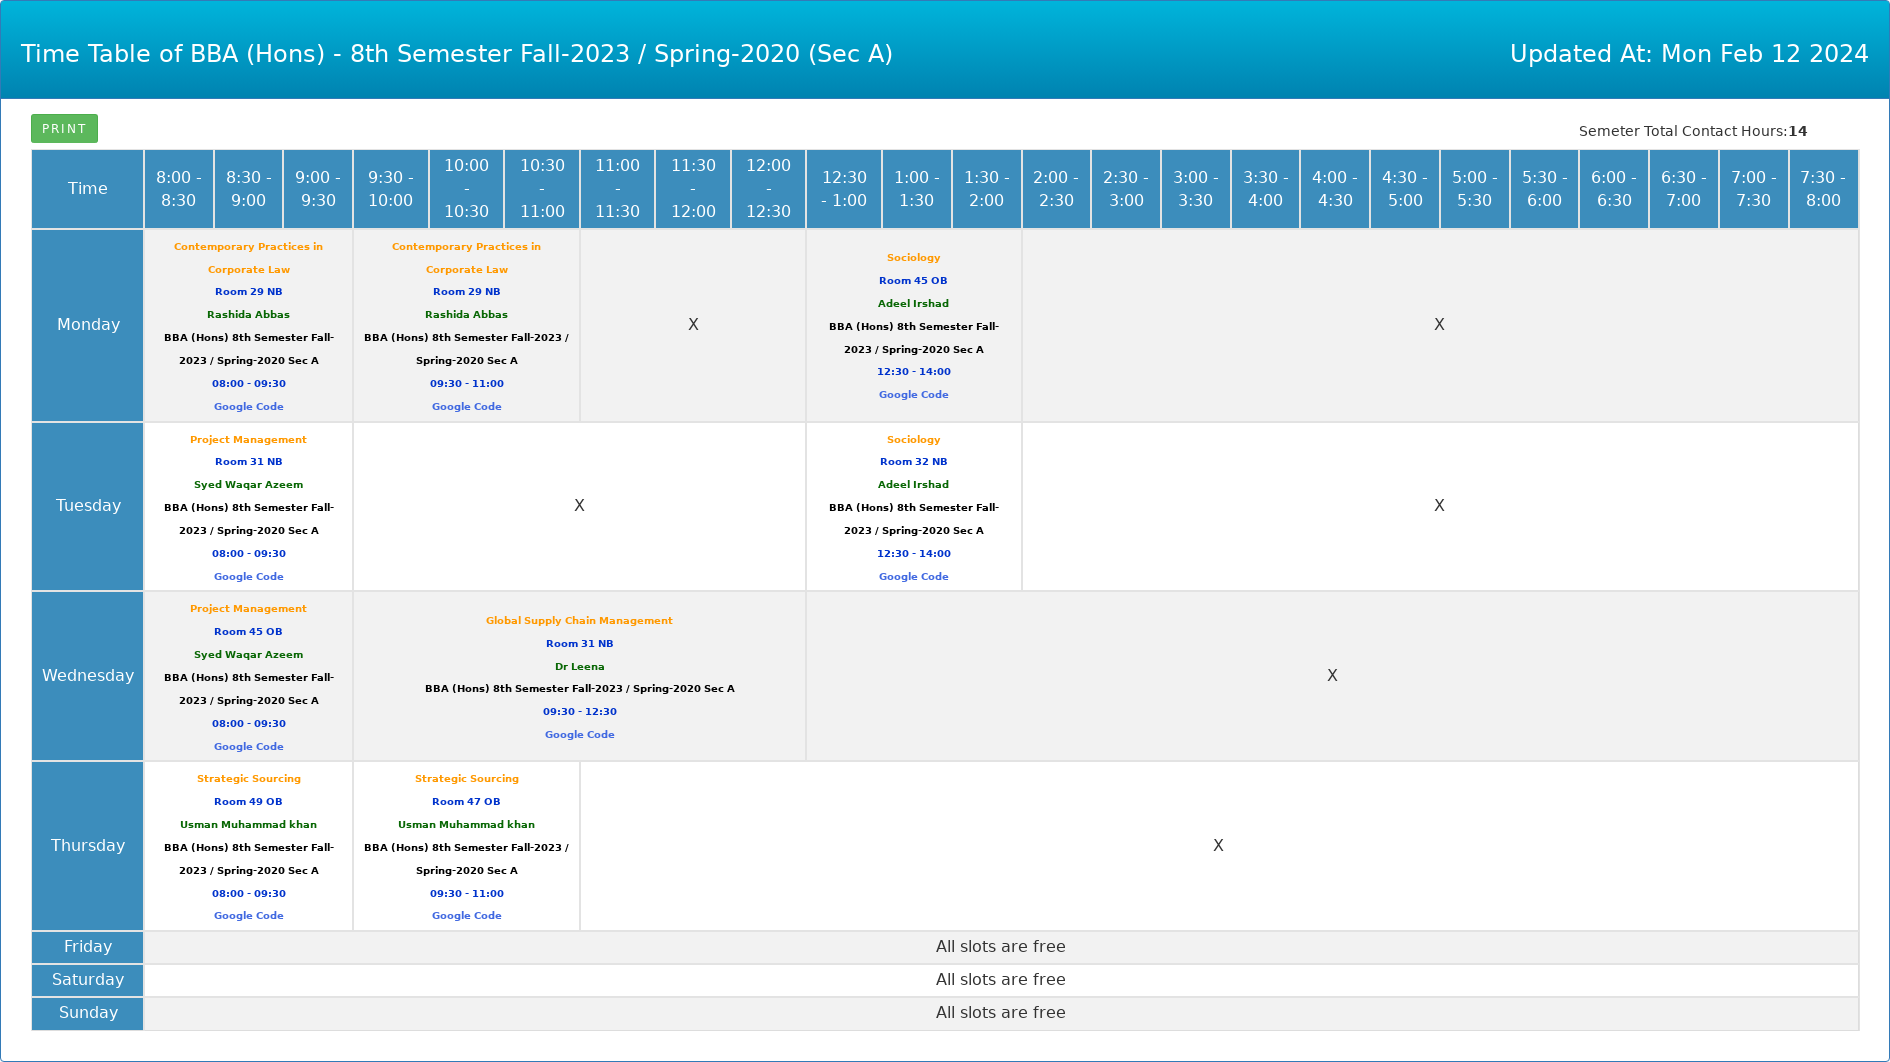 Time Table of BBA (Hons) - 8th Semester Fall-2023 / Spring-2020 (Sec A)
Updated At: Mon Feb 12 2024
PRINT
Semeter Total Contact Hours:14
Time
8:00 -
8:30
8:30 -
9:00
9:00 -
9:30
9:30 -
10:00
10:00
-
10:30
10:30
-
11:00
11:00
-
11:30
11:30
-
12:00
12:00
-
12:30
12:30
- 1:00
1:00 -
1:30
1:30 -
2:00
2:00 -
2:30
2:30 -
3:00
3:00 -
3:30
3:30 -
4:00
4:00 -
4:30
4:30 -
5:00
5:00 -
5:30
5:30 -
6:00
6:00 -
6:30
6:30 -
7:00
7:00 -
7:30
7:30 -
8:00
Monday
Contemporary Practices in
Corporate Law
Room 29 NB
Rashida Abbas
BBA (Hons) 8th Semester Fall-
2023 / Spring-2020 Sec A
08:00 - 09:30
Google Code
Contemporary Practices in
Corporate Law
Room 29 NB
Rashida Abbas
BBA (Hons) 8th Semester Fall-2023 /
Spring-2020 Sec A
09:30 - 11:00
Google Code
X
Sociology
Room 45 OB
Adeel Irshad
BBA (Hons) 8th Semester Fall-
2023 / Spring-2020 Sec A
12:30 - 14:00
Google Code
X
Tuesday
Project Management
Room 31 NB
Syed Waqar Azeem
BBA (Hons) 8th Semester Fall-
2023 / Spring-2020 Sec A
08:00 - 09:30
Google Code
X
Sociology
Room 32 NB
Adeel Irshad
BBA (Hons) 8th Semester Fall-
2023 / Spring-2020 Sec A
12:30 - 14:00
Google Code
X
Wednesday
Project Management
Room 45 OB
Syed Waqar Azeem
BBA (Hons) 8th Semester Fall-
2023 / Spring-2020 Sec A
08:00 - 09:30
Google Code
Global Supply Chain Management
Room 31 NB
Dr Leena
BBA (Hons) 8th Semester Fall-2023 / Spring-2020 Sec A
09:30 - 12:30
Google Code
X
Thursday
Strategic Sourcing
Room 49 OB
Usman Muhammad khan
BBA (Hons) 8th Semester Fall-
2023 / Spring-2020 Sec A
08:00 - 09:30
Google Code
Strategic Sourcing
Room 47 OB
Usman Muhammad khan
BBA (Hons) 8th Semester Fall-2023 /
Spring-2020 Sec A
09:30 - 11:00
Google Code
X
Friday
All slots are free
Saturday
All slots are free
Sunday
All slots are free